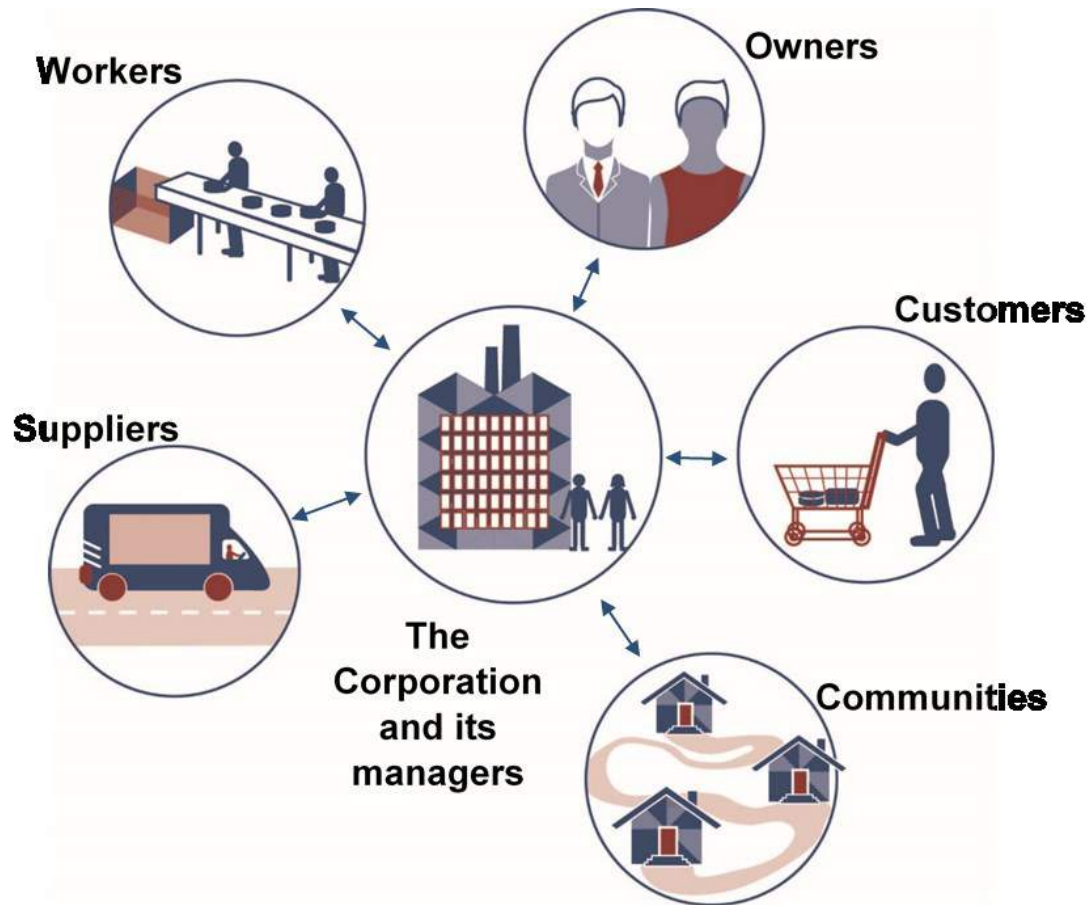 Owners
Workers
Customers
Suppliers
The
Corporation
and its
managers
Communities